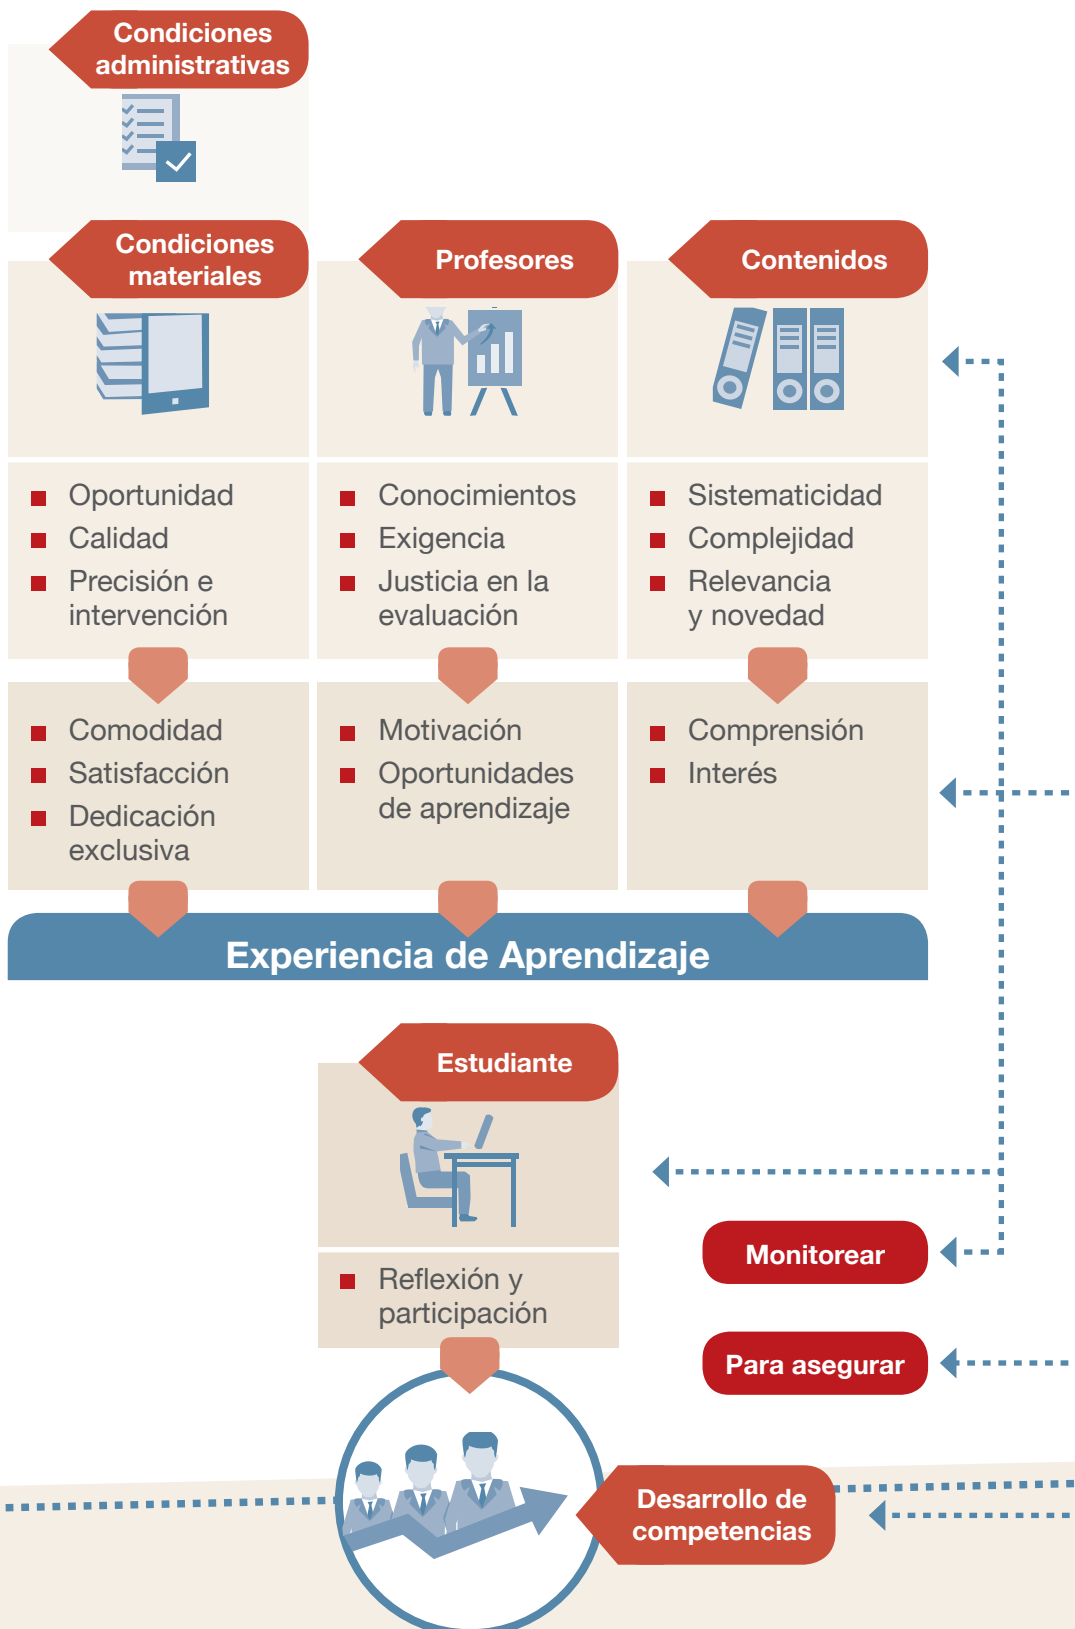 Condiciones
administrativas
Condiciones
materiales
Profesores
Contenidos
Oportunidad
Calidad
Precisión e
intervención
Conocimientos
Exigencia
Justicia en la
evaluación
Sistematicidad
Complejidad
Relevancia
y novedad
Comodidad
Satisfacción
Dedicación
exclusiva
Motivación
Oportunidades
de aprendizaje
Comprensión
Interés
Experiencia de Aprendizaje
Estudiante
Reflexión y
participación
Monitorear
Para asegurar
Desarrollo de
competencias